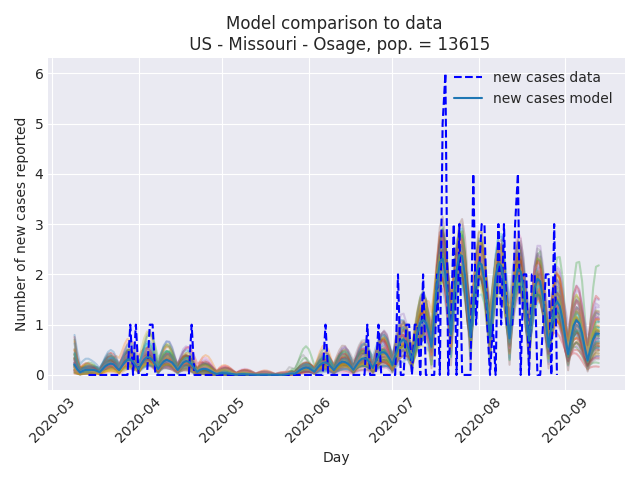 Model comparison to data
US - Missouri - Osage, pop. = 13615
new cases data
new cases model
Number of new cases reported
6
5
4
3
2
1
0
2020-03
2020-04
2020-05
2020-06
2020-07
2020-08
2020-09
Day